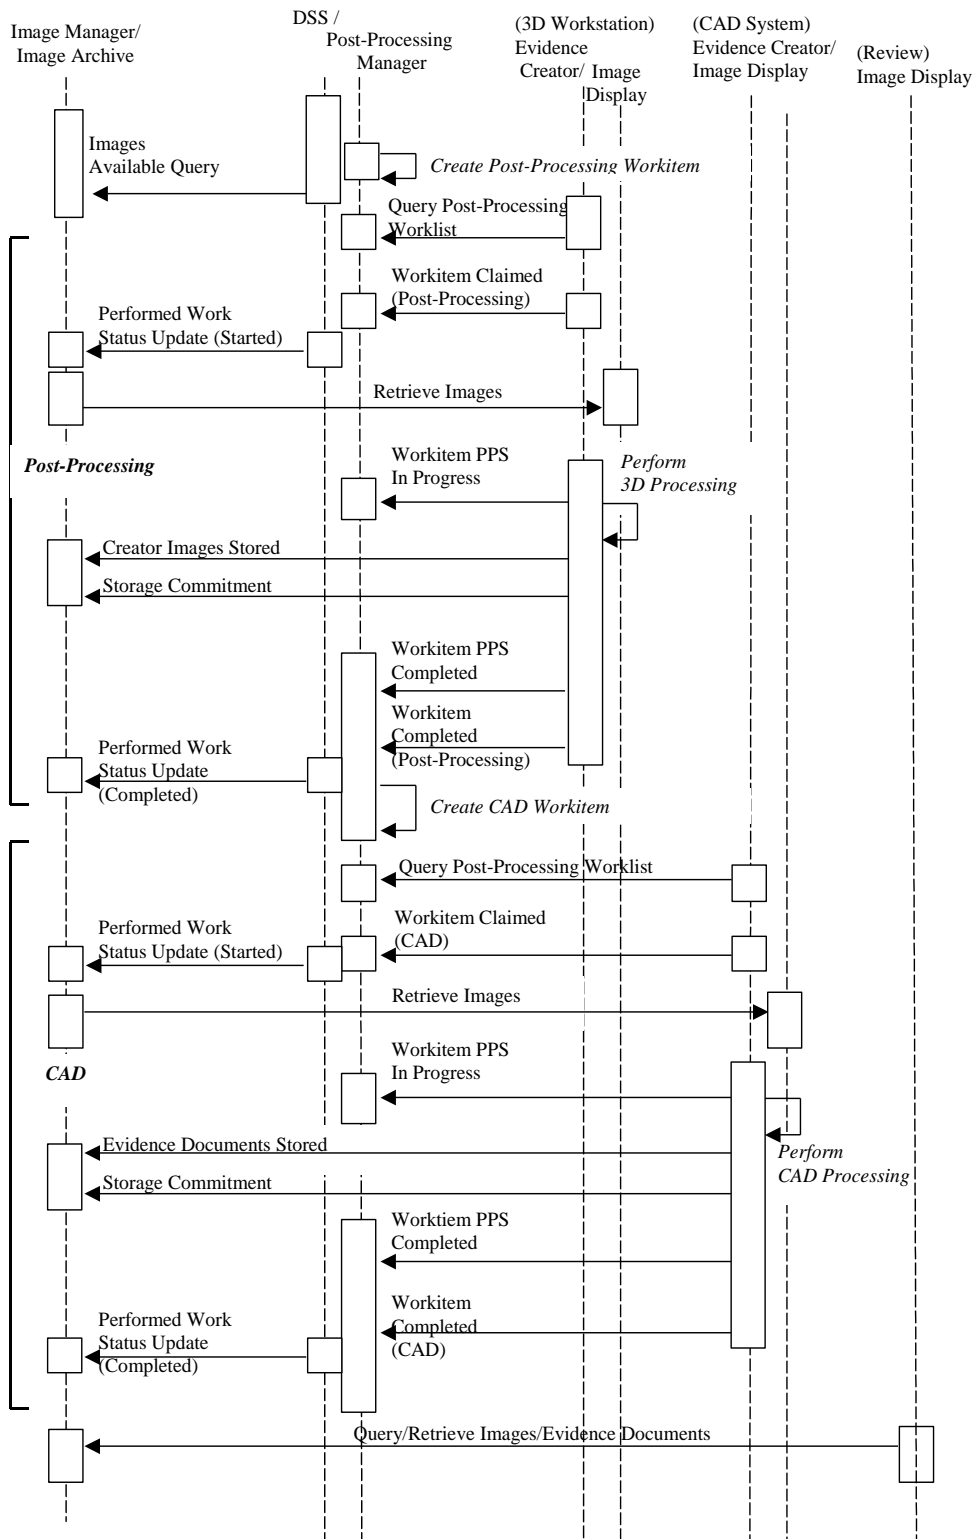 Image Manager/
Image Archive
DSS /
Post-Processing
Manager
(3D Workstation)
Evidence
Creator/
Image
Display
(CAD System)
Evidence Creator/
Image Display
(Review)
Image Display
Images
Available Query
Create Post-Processing Workitem
Query Post-Processing
Worklist
Workitem Claimed
(Post-Processing)
Performed Work
Status Update (Started)
Retrieve Images
Post-Processing
Workitem PPS
In Progress
Perform
3D Processing
Creator Images Stored
Storage Commitment
Workitem PPS
Completed
Workitem
Completed
(Post-Processing)
Performed Work
Status Update
(Completed)
Create CAD Workitem
Query Post-Processing Worklist
Workitem Claimed
(CAD)
Performed Work
Status Update (Started)
Retrieve Images
Workitem PPS
In Progress
CAD
Evidence Documents Stored
Perform
CAD Processing
Storage Commitment
Worktiem PPS
Completed
Workitem
Completed
(CAD)
Performed Work
Status Update
(Completed)
Query/Retrieve Images/Evidence Documents